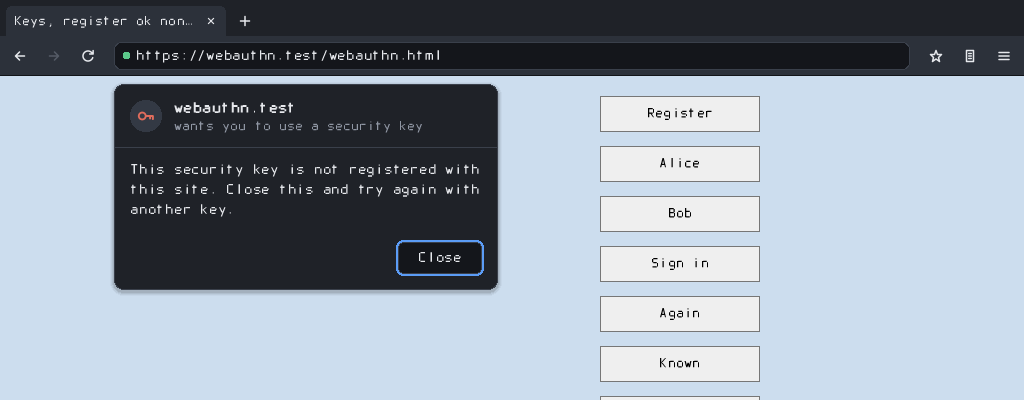 Keys, register ok non…
https://webauthn.test/webauthn.html
webauthn.test
wants you to use a security key
This security key is not registered with
this site. Close this and try again with
another key.
Close
Register
Alice
Bob
Sign in
Again
Known